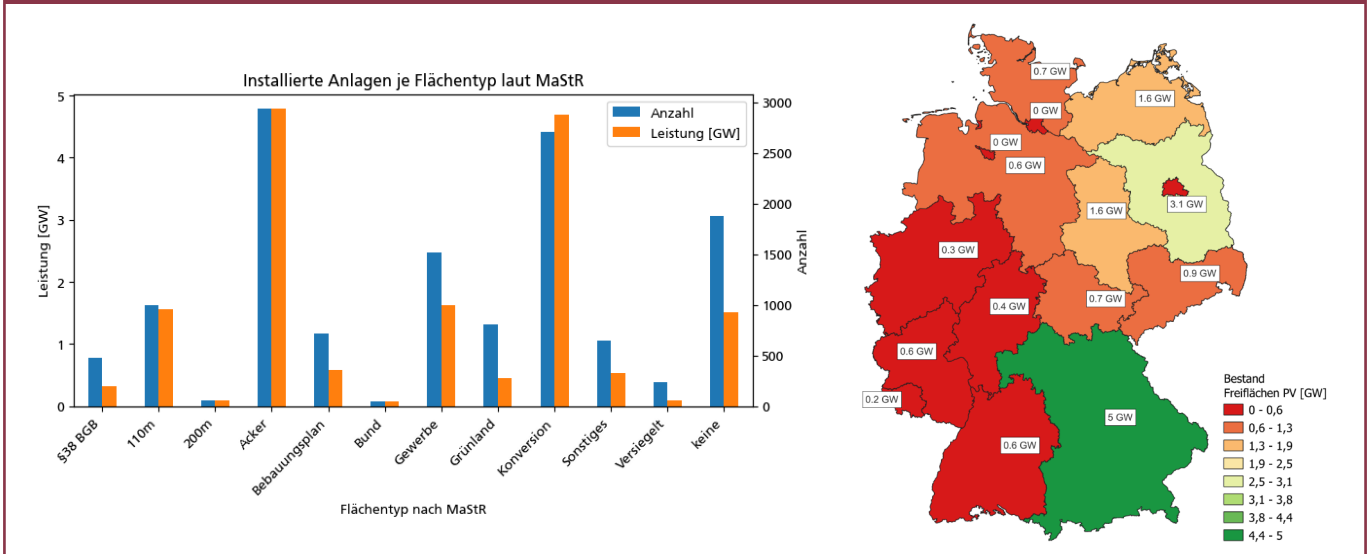 Installierte Anlagen je Flächentyp laut MaStR
Anzahl
Leistung [GW]
Leistung [GW]
5
4
3
2
1
0
Anzahl
3000
2500
2000
1500
1000
500
0
§38 BGB
110m
200m
Acker
Bebauungsplan
Bund
Gewerbe
Grünland
Konversion
Sonstiges
Versiegelt
keine
Flächentyp nach MaStR
0.7 GW
0 GW
1.6 GW
0 GW
0.6 GW
3.1 GW
1.6 GW
0.3 GW
0.9 GW
0.7 GW
0.4 GW
0.6 GW
0.2 GW
5 GW
0.6 GW
Bestand
Freiflächen PV [GW]
0 - 0,6
0,6 - 1,3
1,3 - 1,9
1,9 - 2,5
2,5 - 3,1
3,1 - 3,8
3,8 - 4,4
4,4 - 5